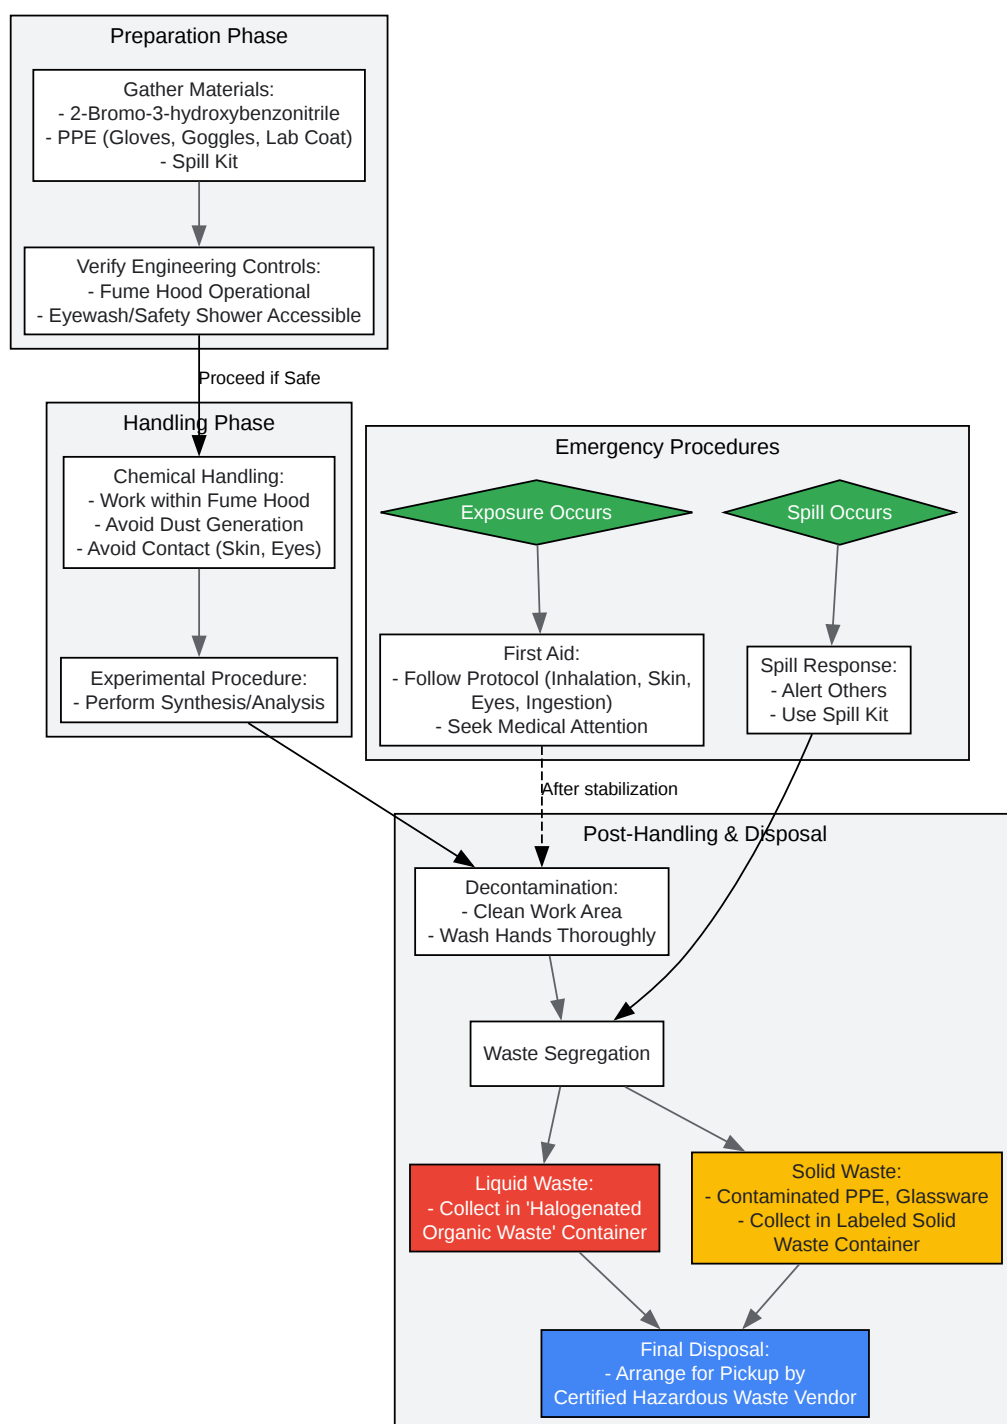 Preparation Phase
Gather Materials:
- 2-Bromo-3-hydroxybenzonitrile
- PPE (Gloves, Goggles, Lab Coat)
- Spill Kit
Verify Engineering Controls:
- Fume Hood Operational
- Eyewash/Safety Shower Accessible
Proceed if Safe
Handling Phase
Chemical Handling:
- Work within Fume Hood
- Avoid Dust Generation
- Avoid Contact (Skin, Eyes)
Experimental Procedure:
- Perform Synthesis/Analysis
Emergency Procedures
Exposure Occurs
Spill Occurs
First Aid:
- Follow Protocol (Inhalation, Skin,
Eyes, Ingestion)
- Seek Medical Attention
Spill Response:
- Alert Others
- Use Spill Kit
After stabilization
Post-Handling & Disposal
Decontamination:
- Clean Work Area
- Wash Hands Thoroughly
Waste Segregation
Liquid Waste:
- Collect in 'Halogenated
Organic Waste' Container
Solid Waste:
- Contaminated PPE, Glassware
- Collect in Labeled Solid
Waste Container
Final Disposal:
- Arrange for Pickup by
Certified Hazardous Waste Vendor